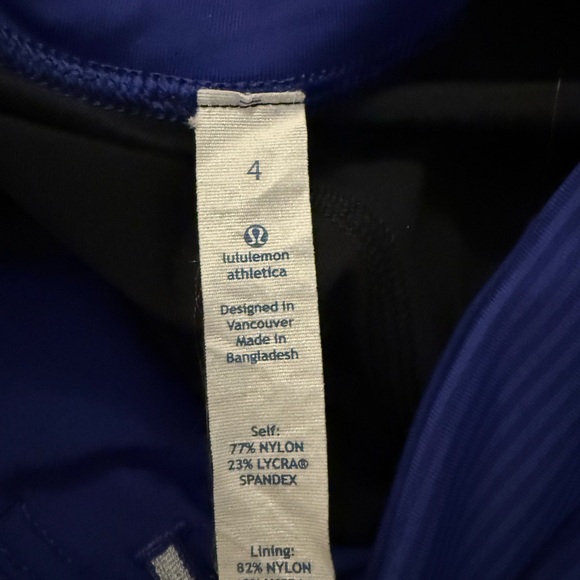 4
lululemon
athletica
Designed in
Vancouver
Made in
Bangladesh
Self:
77% NYLON
23% LYCRA®
SPANDEX
Lining:
82% NYLON